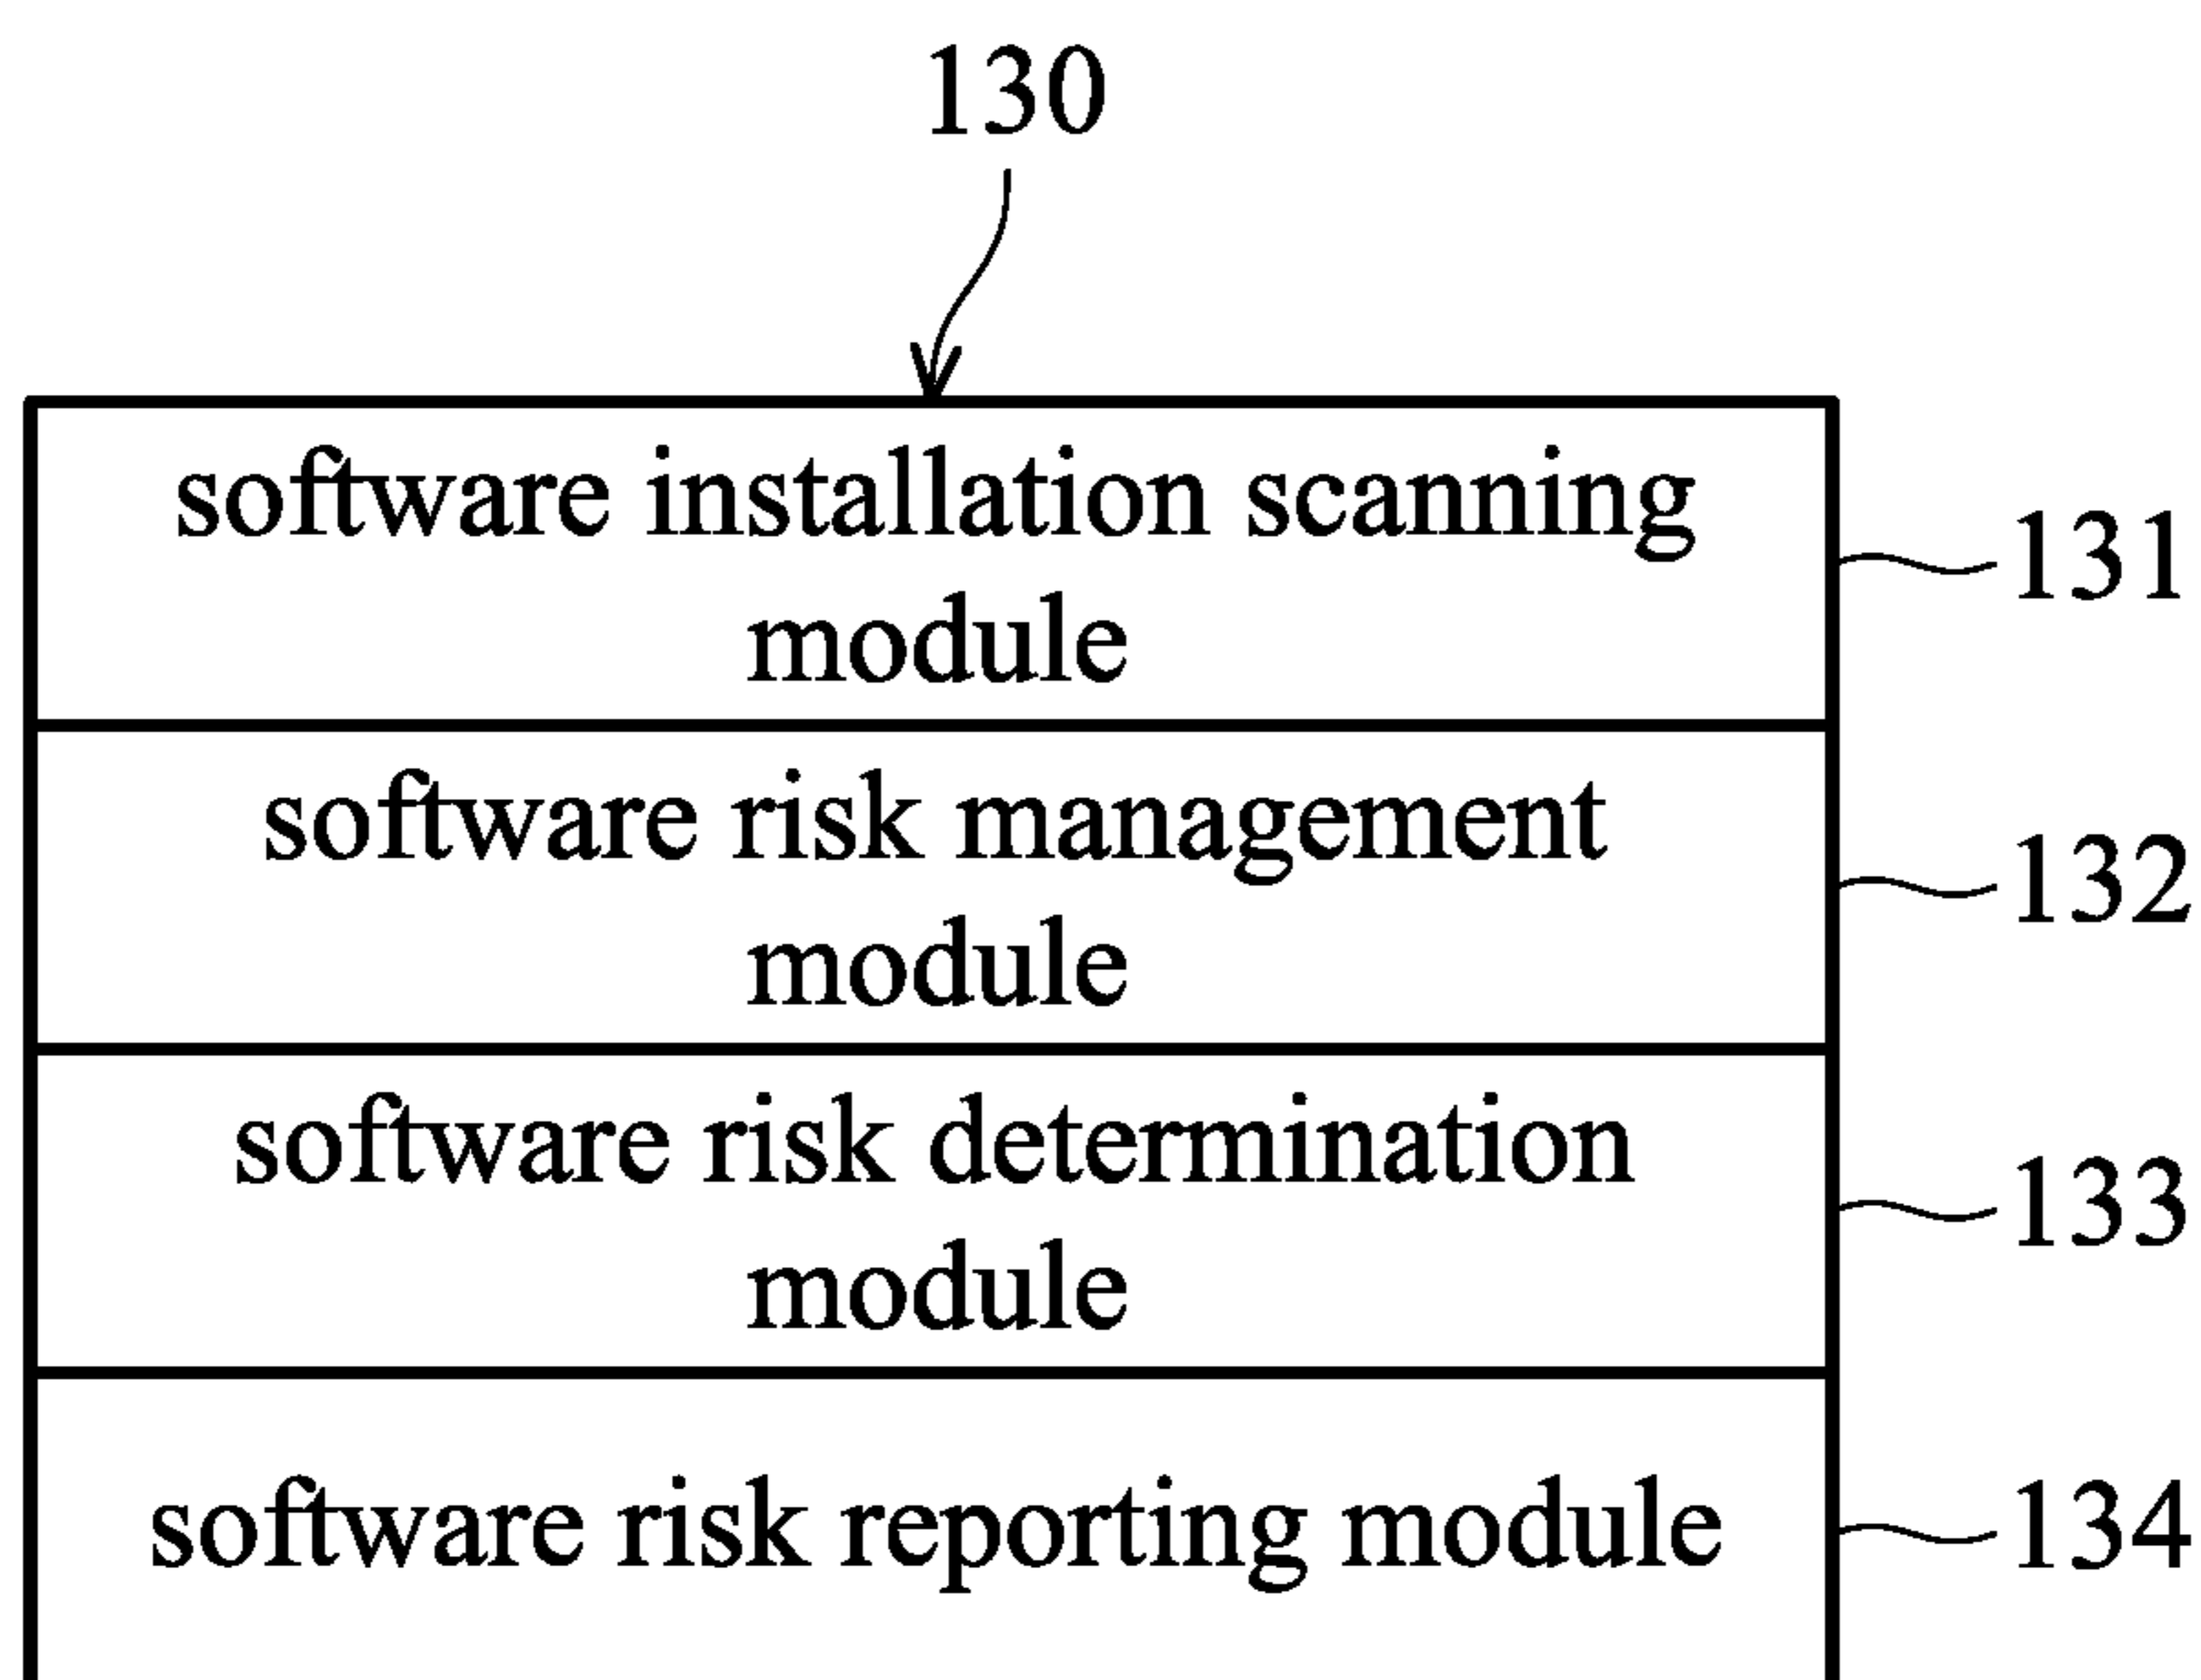 130
software installation scanning
module
131
software risk management
module
132
software risk determination
module
133
software risk reporting module
134